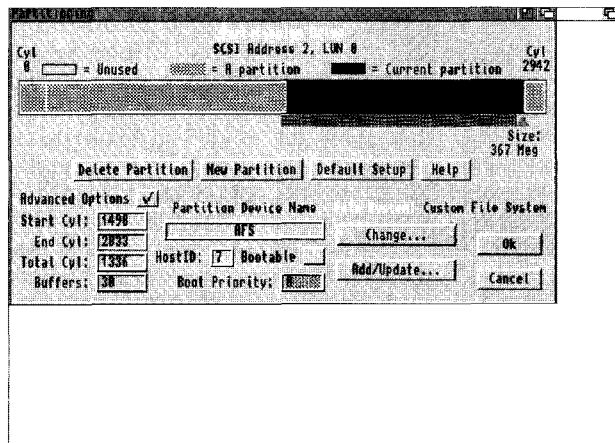 Partitioning
SCSI Address 2, LUN 0
Cyl
0
= Unused
= A partition
= Current partition
Cyl
2942
Size:
367 Meg
Delete Partition
New Partition
Default Setup
Help
Advanced Options
Partition Device Name
Custom File System
Start Cyl: 1498
AFS
Change...
Ok
End Cyl: 2833
Total Cyl: 1336
HostID: 7
Bootable
Add/Update...
Cancel
Buffers: 30
Boot Priority: